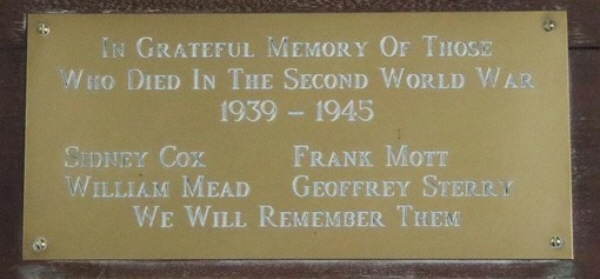 In Grateful Memory Of Those
Who Died In The Second World War
1939 – 1945
Sidney Cox Frank Mott
William Mead Geoffrey Sterry
We Will Remember Them